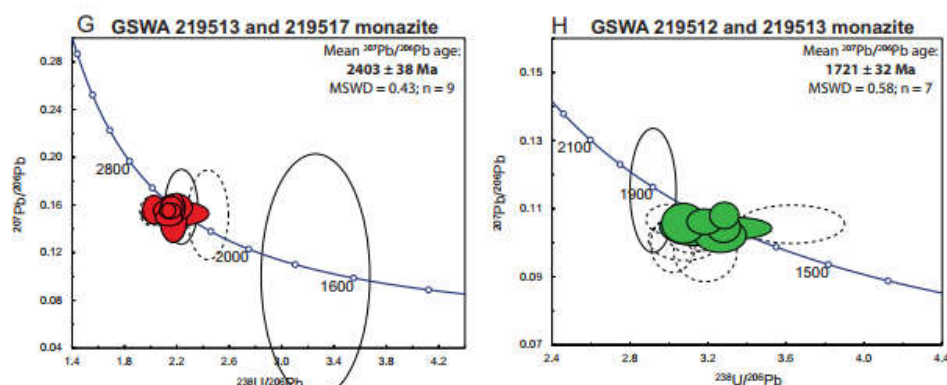 G GSWA 219513 and 219517 monazite
Mean ²⁰⁷Pb/²⁰⁶Pb age:
2403 ± 38 Ma
MSWD = 0.43; n = 9
0.28
0.24
0.20
0.16
0.12
0.08
0.04
²⁰⁷Pb/²⁰⁶Pb
2800
2000
1600
1.4 1.8 2.2 2.6 3.0 3.4 3.8 4.2
²³⁸U/²⁰⁶Pb
H GSWA 219512 and 219513 monazite
Mean ²⁰⁷Pb/²⁰⁶Pb age:
1721 ± 32 Ma
MSWD = 0.58; n = 7
0.15
0.13
0.11
0.09
0.07
²⁰⁷Pb/²⁰⁶Pb
2100
1900
1500
2.4 2.8 3.2 3.6 4.0 4.4
²³⁸U/²⁰⁶Pb